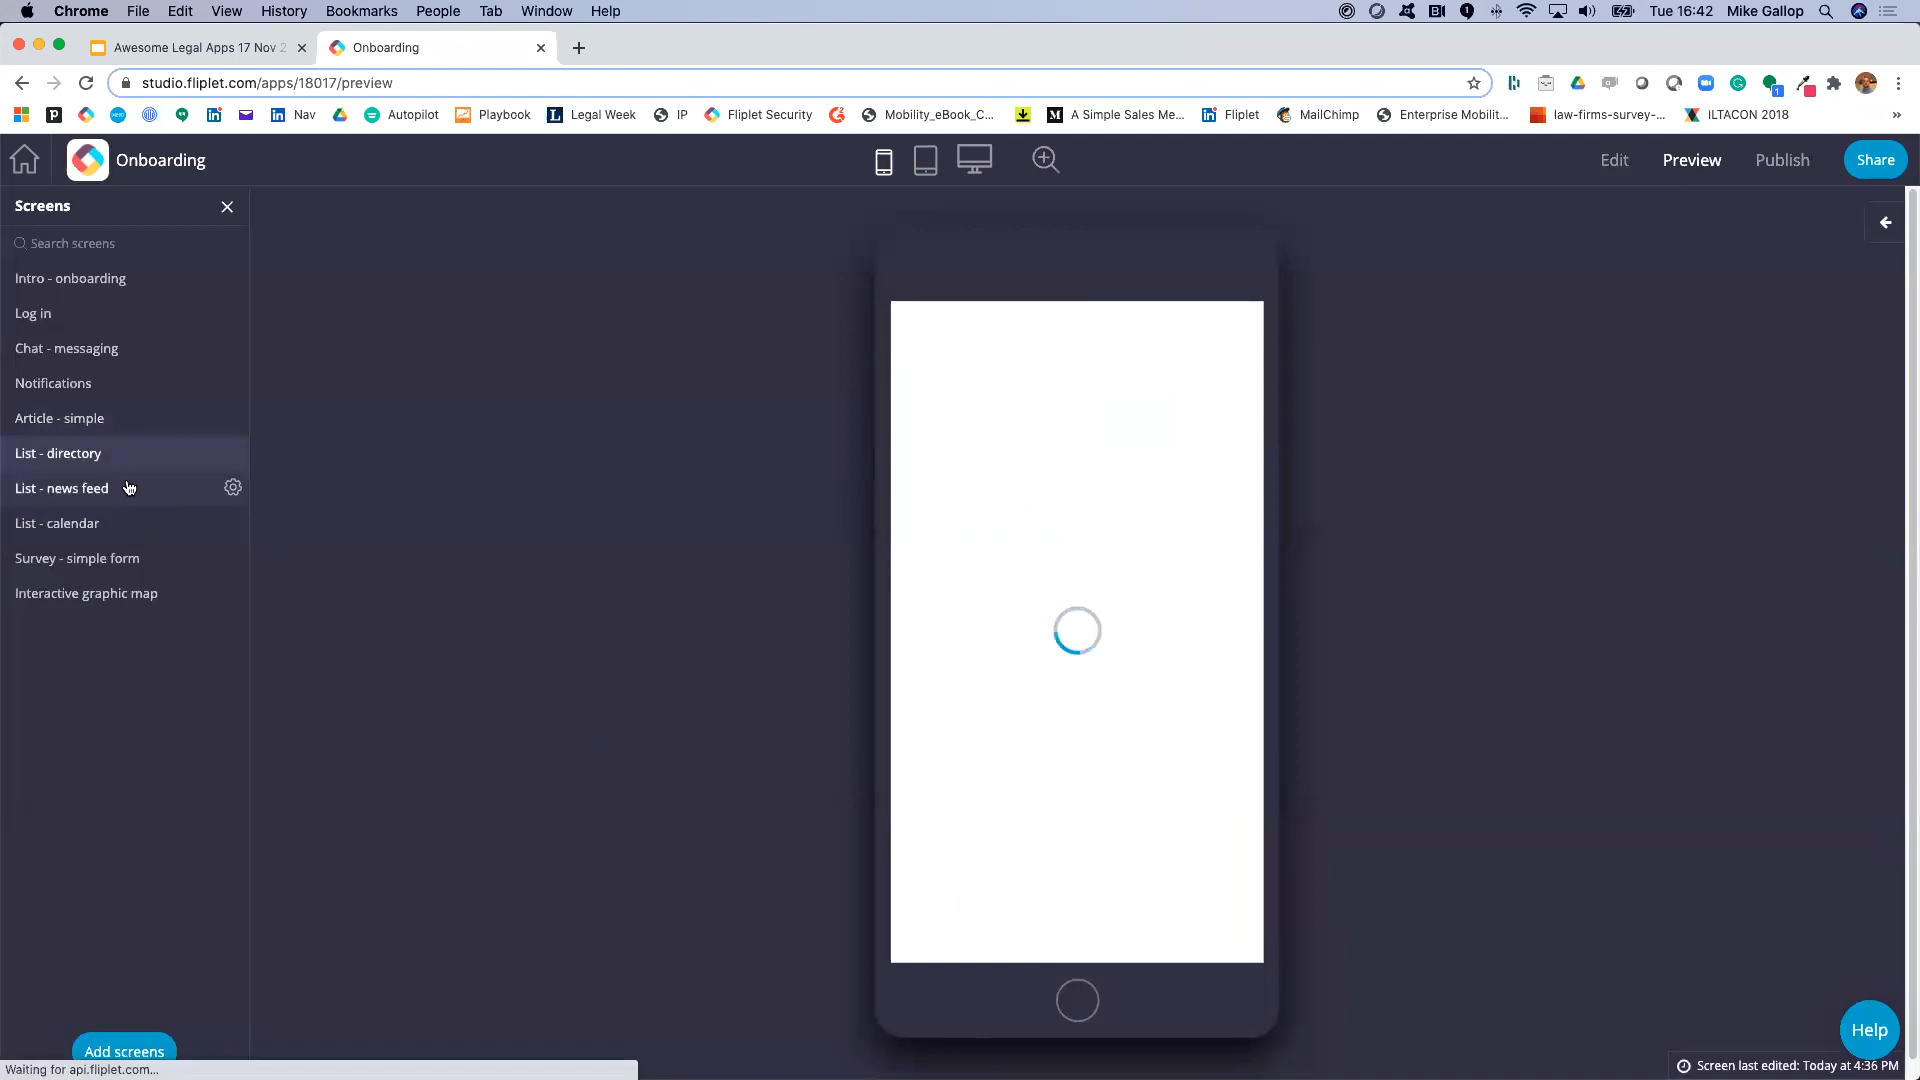 Chrome File Edit View History Bookmarks People Tab Window Help Tue 16:42 Mike Gallop
Awesome Legal Apps 17 Nov 2 Onboarding
studio.fliplet.com/apps/18017/preview
Nav Autopilot Playbook Legal Week IP Fliplet Security Mobility_eBook_C... A Simple Sales Me... Fliplet MailChimp Enterprise Mobilit... law-firms-survey-... ILTACON 2018 »
Onboarding Edit Preview Publish Share
Screens
Search screens
Intro - onboarding
Log in
Chat - messaging
Notifications
Article - simple
List - directory
List - news feed
List - calendar
Survey - simple form
Interactive graphic map
Add screens
Help
Waiting for api.fliplet.com...
Screen last edited: Today at 4:36 PM